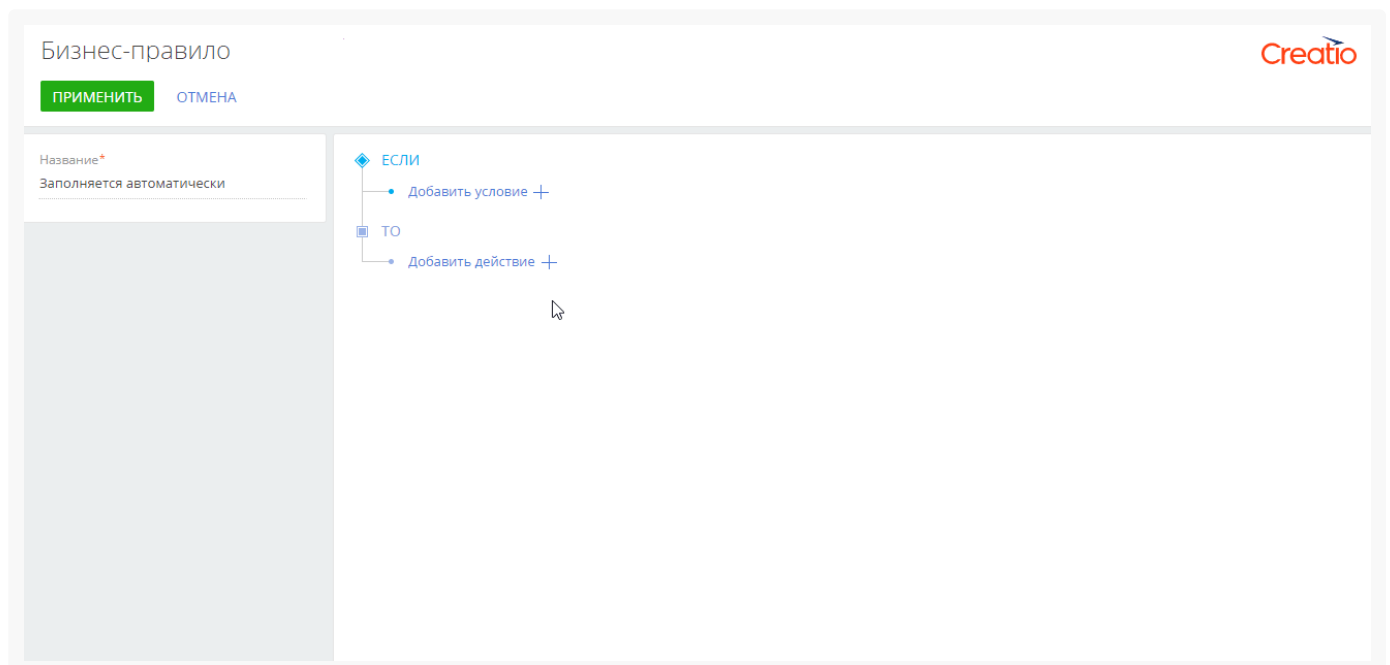 Бизнес-правило
Creatio
ПРИМЕНИТЬ ОТМЕНА
Название*
Заполняется автоматически
ЕСЛИ
Добавить условие +
ТО
Добавить действие +